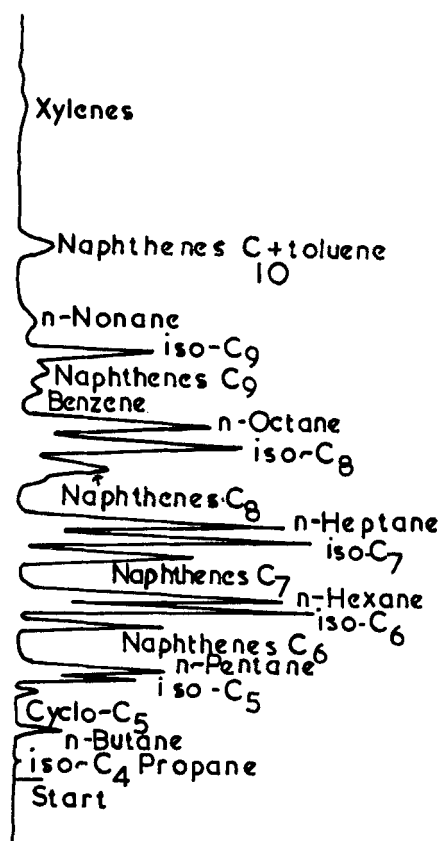 Xylenes
Naphthenes C10+toluene
n-Nonane
iso-C9
Naphthenes C9
Benzene
n-Octane
iso-C8
Naphthenes·C8
n-Heptane
iso-C7
Naphthenes C7
n-Hexane
iso-C6
Naphthenes C6
n-Pentane
iso-C5
Cyclo-C5
n-Butane
iso-C4 Propane
Start